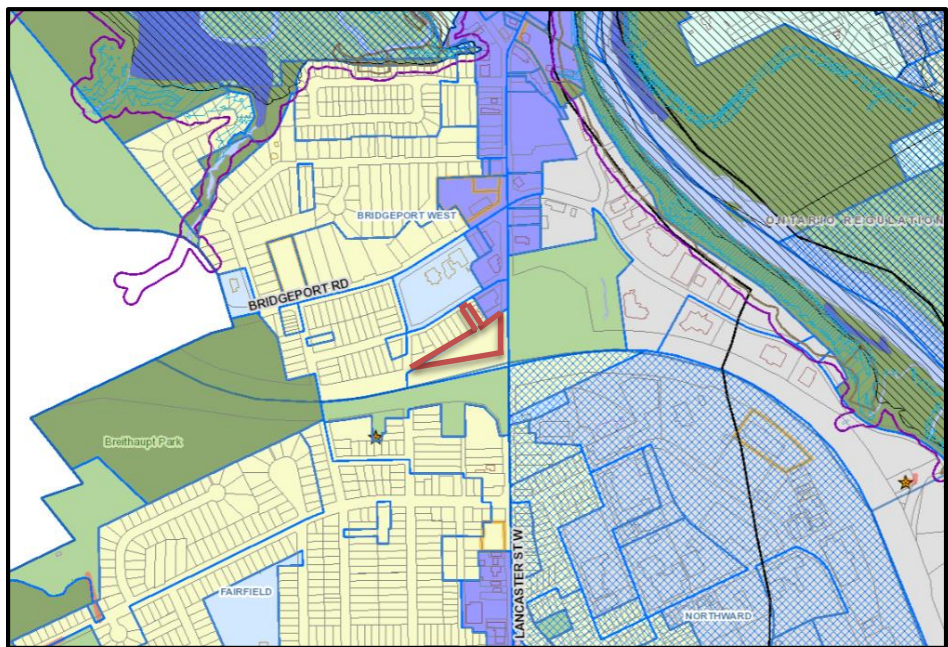 ONTARIO REGULATION
BRIDGEPORT WEST
BRIDGEPORT RD
Breithaupt Park
FAIRFIELD
LANCASTER ST W
NORTHWARD